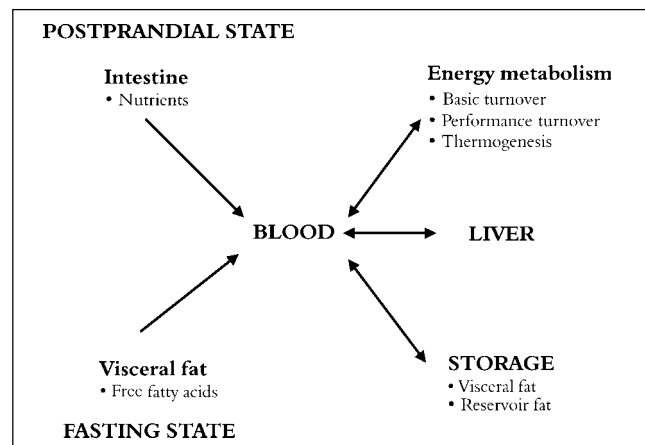 POSTPRANDIAL STATE
Intestine
• Nutrients
Energy metabolism
• Basic turnover
• Performance turnover
• Thermogenesis
BLOOD
LIVER
Visceral fat
• Free fatty acids
STORAGE
• Visceral fat
• Reservoir fat
FASTING STATE